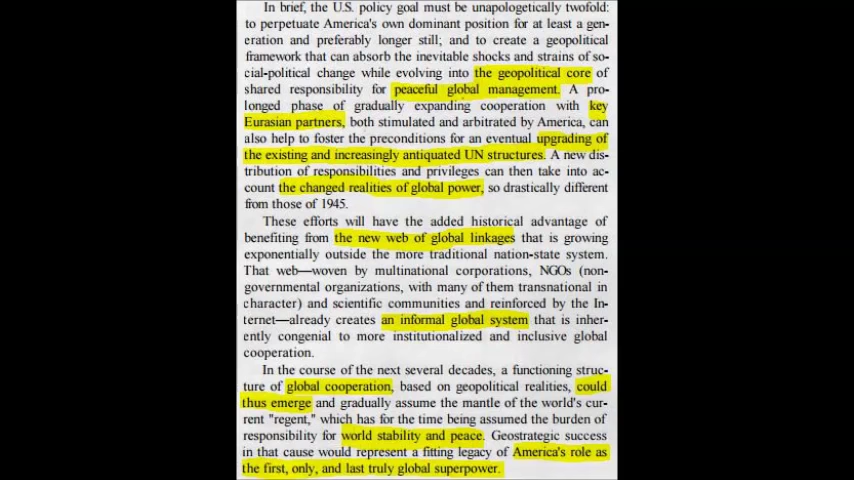 In brief, the U.S. policy goal must be unapologetically twofold:
to perpetuate America's own dominant position for at least a gen-
eration and preferably longer still; and to create a geopolitical
framework that can absorb the inevitable shocks and strains of so-
cial-political change while evolving into the geopolitical core of
shared responsibility for peaceful global management. A pro-
longed phase of gradually expanding cooperation with key
Eurasian partners, both stimulated and arbitrated by America, can
also help to foster the preconditions for an eventual upgrading of
the existing and increasingly antiquated UN structures. A new dis-
tribution of responsibilities and privileges can then take into ac-
count the changed realities of global power, so drastically different
from those of 1945.
These efforts will have the added historical advantage of
benefiting from the new web of global linkages that is growing
exponentially outside the more traditional nation-state system.
That web—woven by multinational corporations, NGOs (non-
governmental organizations, with many of them transnational in
character) and scientific communities and reinforced by the In-
ternet—already creates an informal global system that is inher-
ently congenial to more institutionalized and inclusive global
cooperation.
In the course of the next several decades, a functioning struc-
ture of global cooperation, based on geopolitical realities, could
thus emerge and gradually assume the mantle of the world's cur-
rent "regent," which has for the time being assumed the burden of
responsibility for world stability and peace. Geostrategic success
in that cause would represent a fitting legacy of America's role as
the first, only, and last truly global superpower.